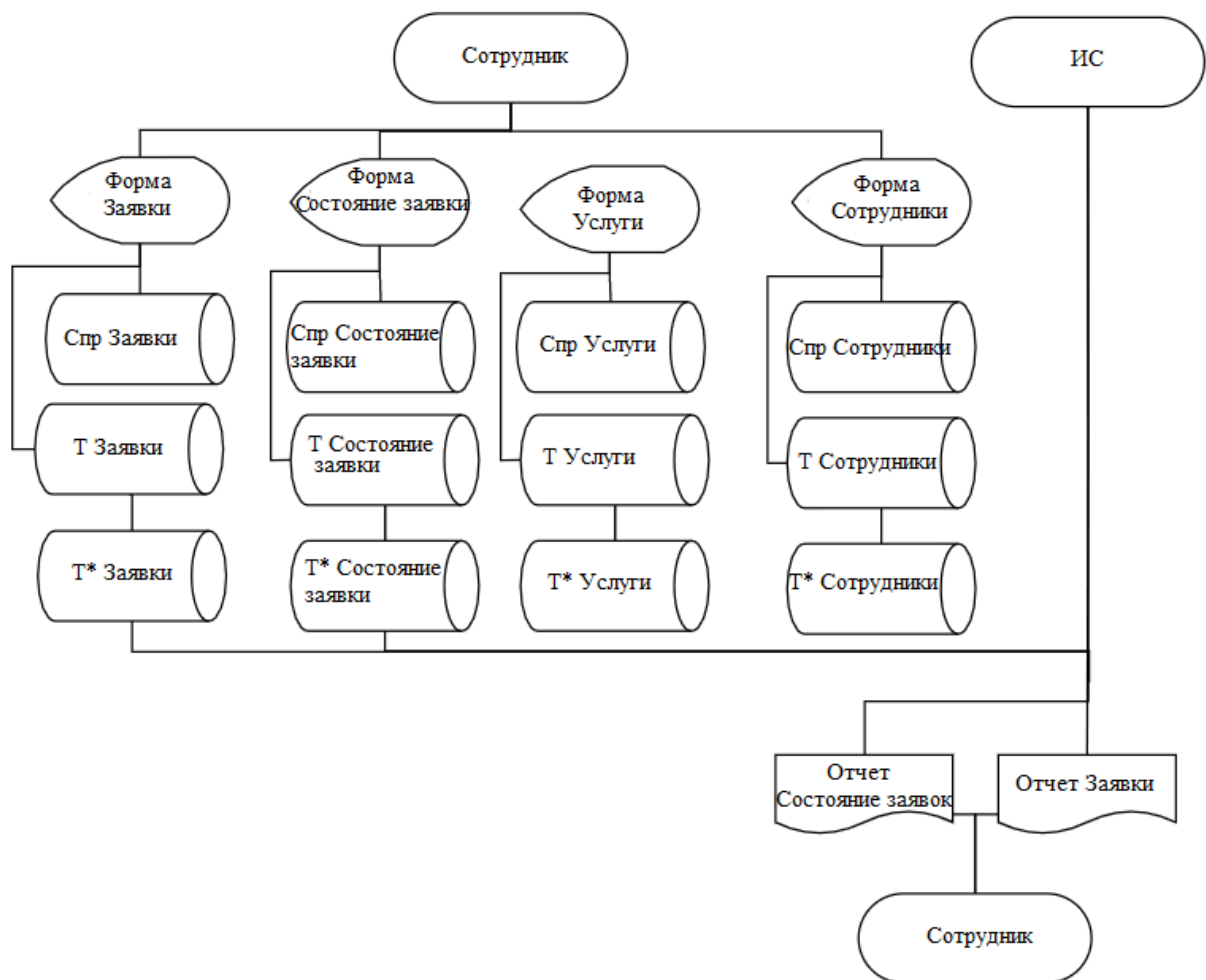 Сотрудник
ИС
Форма
Заявки
Форма
Состояние заявки
Форма
Услуги
Форма
Сотрудники
Спр Заявки
Спр Состояние
заявки
Спр Услуги
Спр Сотрудники
Т Заявки
Т Состояние
заявки
Т Услуги
Т Сотрудники
Т* Заявки
Т* Состояние
заявки
Т* Услуги
Т* Сотрудники
Отчет
Состояние заявок
Отчет Заявки
Сотрудник